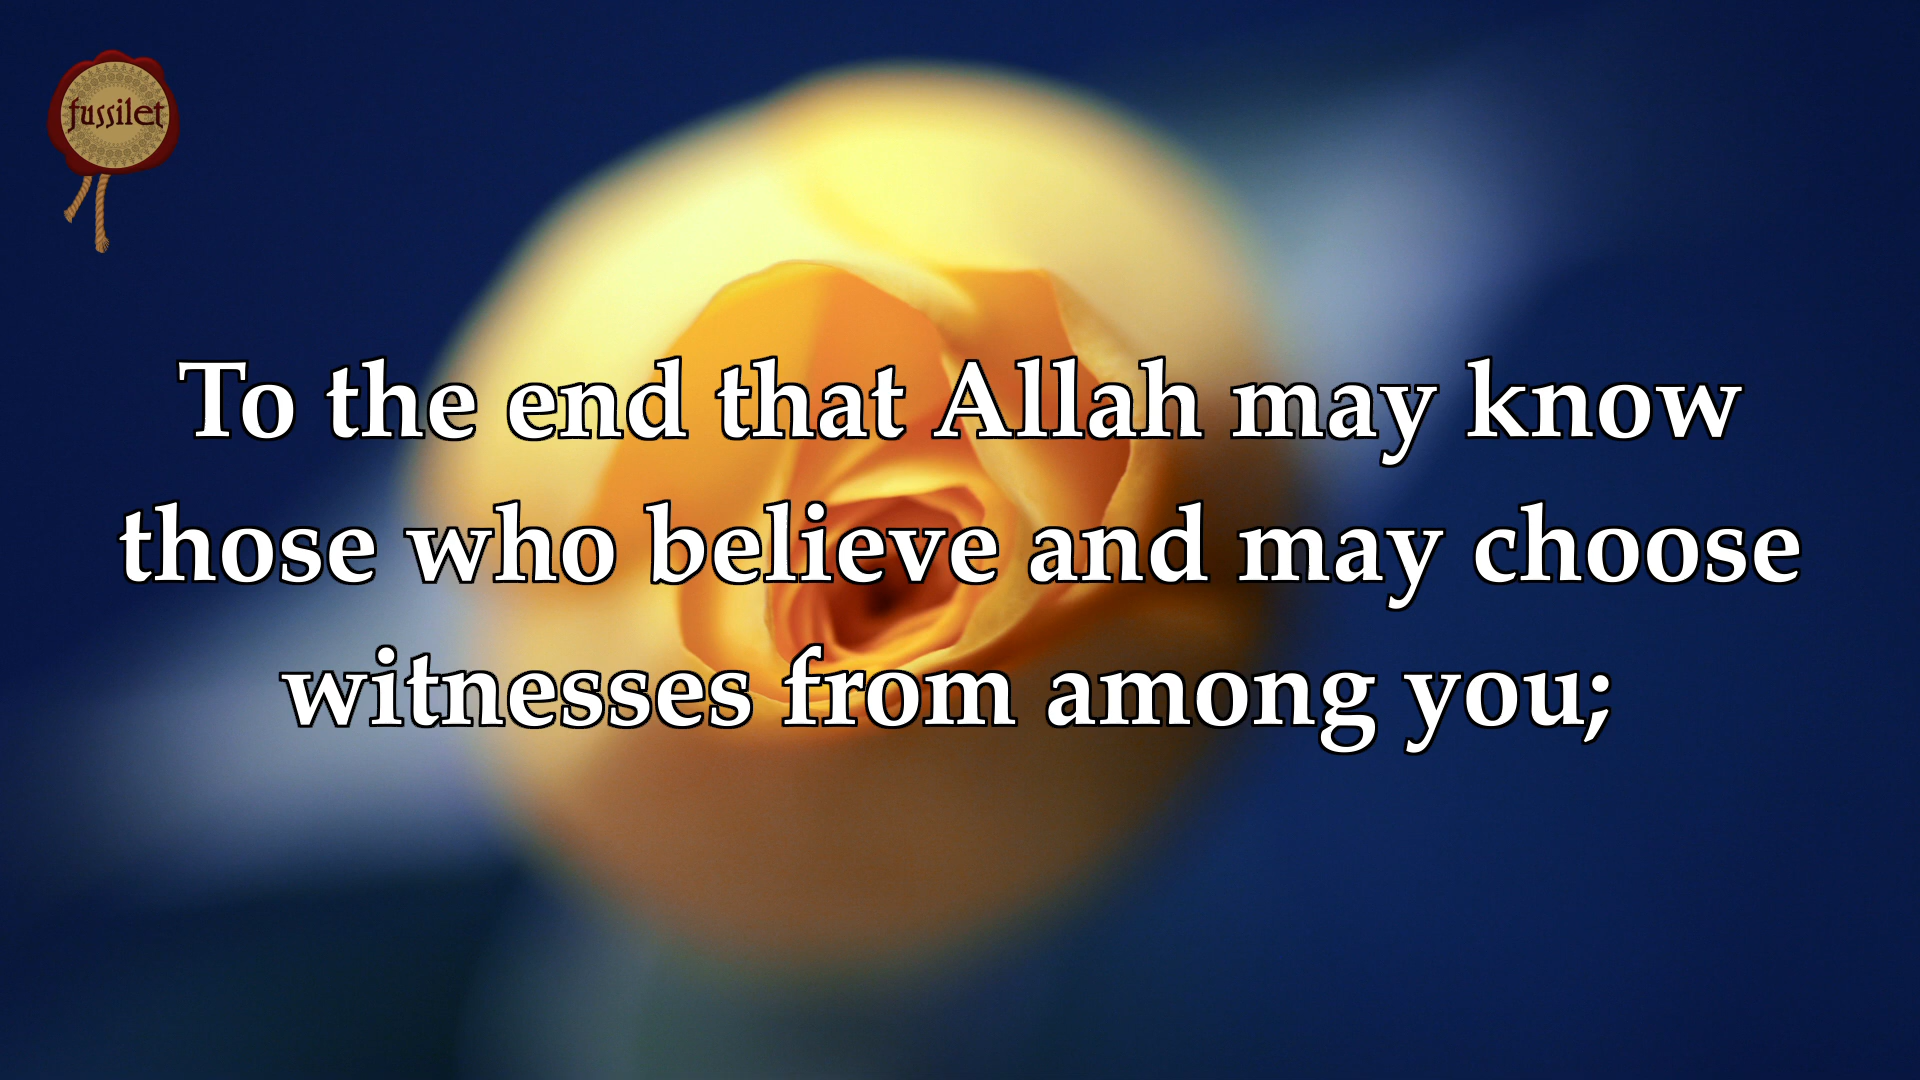 fussilet
To the end that Allah may know
those who believe and may choose
witnesses from among you;